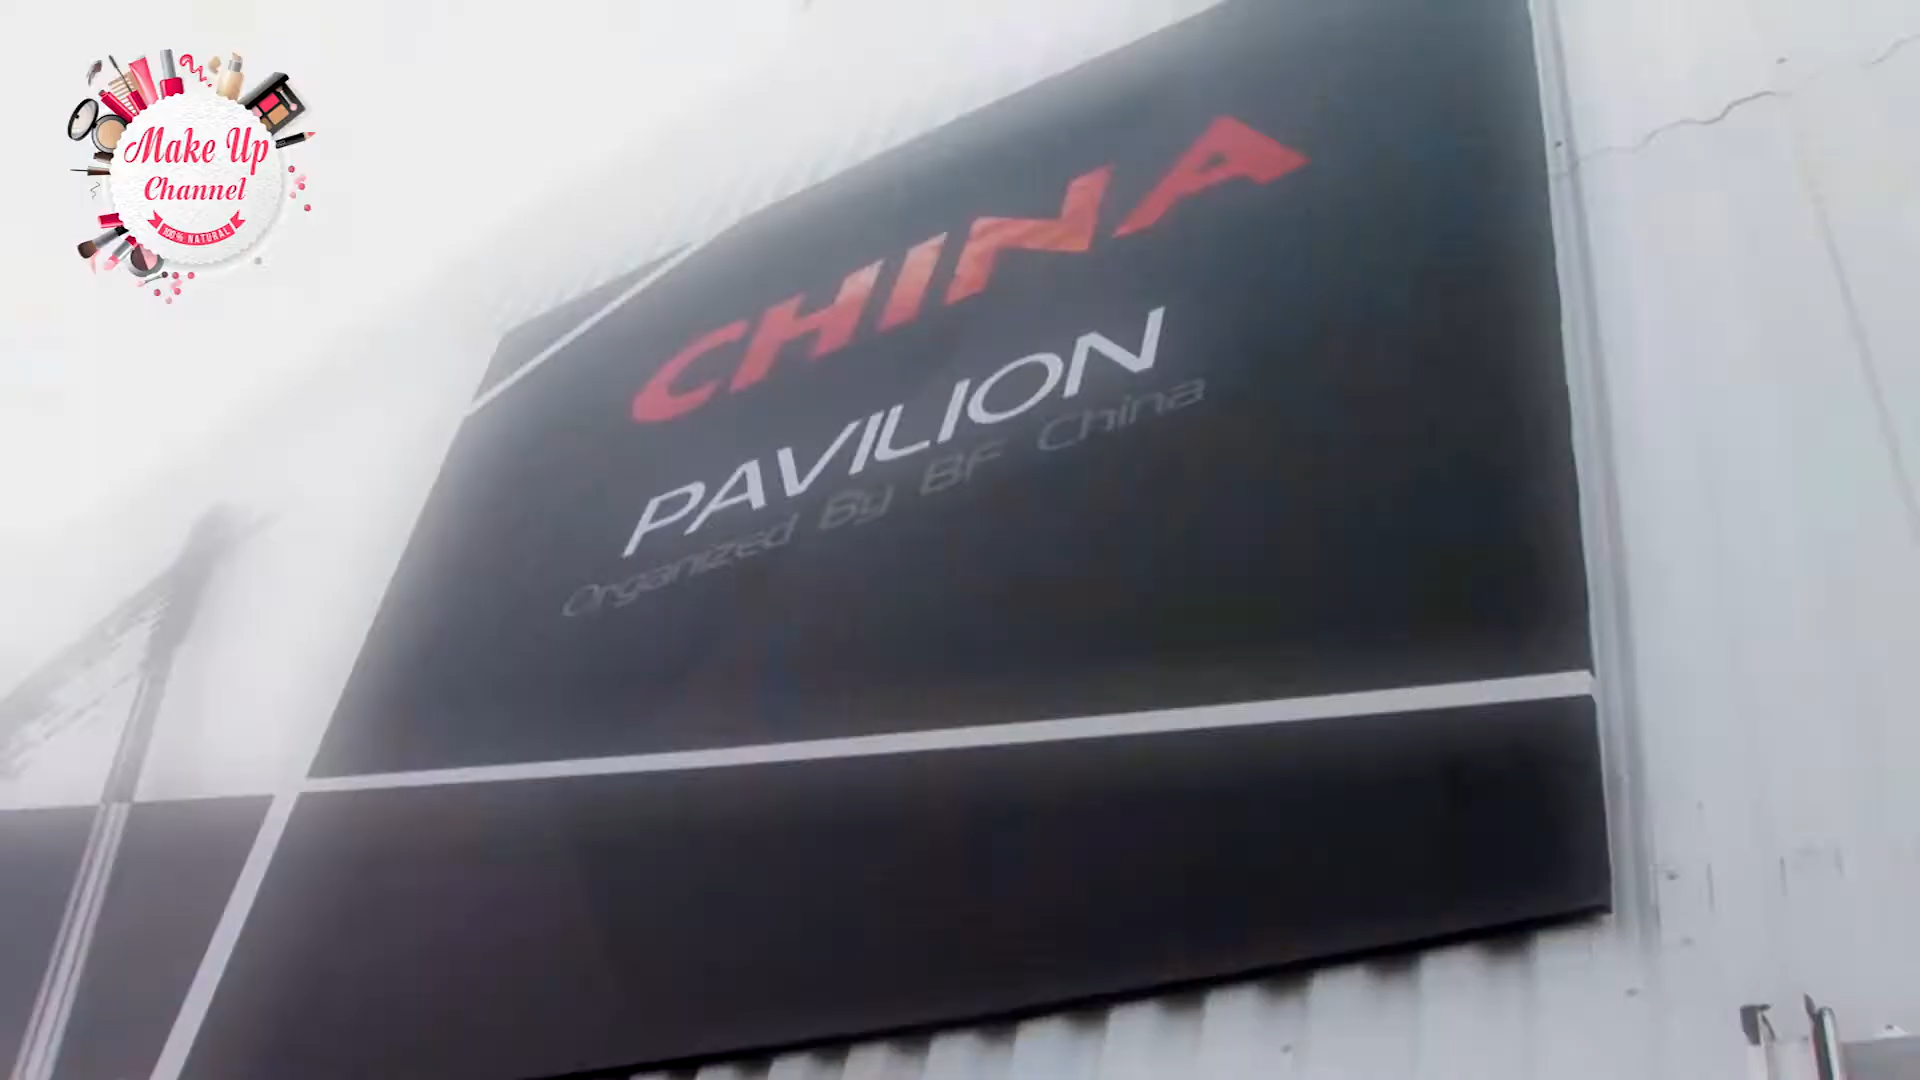 Make Up
Channel
100% NATURAL
CHINA
PAVILION
Organized By BF China